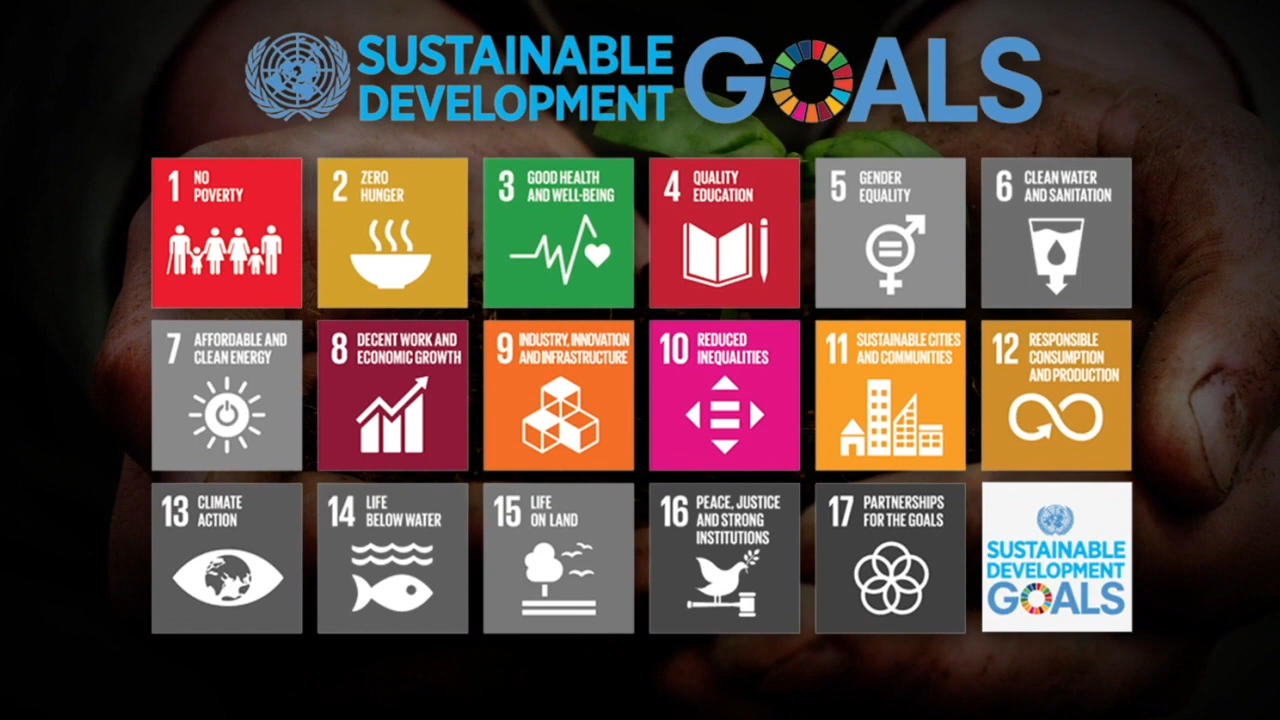 SUSTAINABLE
DEVELOPMENT
GOALS
1 NO
POVERTY
2 ZERO
HUNGER
3 GOOD HEALTH
AND WELL-BEING
4 QUALITY
EDUCATION
5 GENDER
EQUALITY
6 CLEAN WATER
AND SANITATION
7 AFFORDABLE AND
CLEAN ENERGY
8 DECENT WORK AND
ECONOMIC GROWTH
9 INDUSTRY, INNOVATION
AND INFRASTRUCTURE
10 REDUCED
INEQUALITIES
11 SUSTAINABLE CITIES
AND COMMUNITIES
12 RESPONSIBLE
CONSUMPTION
AND PRODUCTION
13 CLIMATE
ACTION
14 LIFE
BELOW WATER
15 LIFE
ON LAND
16 PEACE, JUSTICE
AND STRONG
INSTITUTIONS
17 PARTNERSHIPS
FOR THE GOALS
SUSTAINABLE
DEVELOPMENT
GOALS